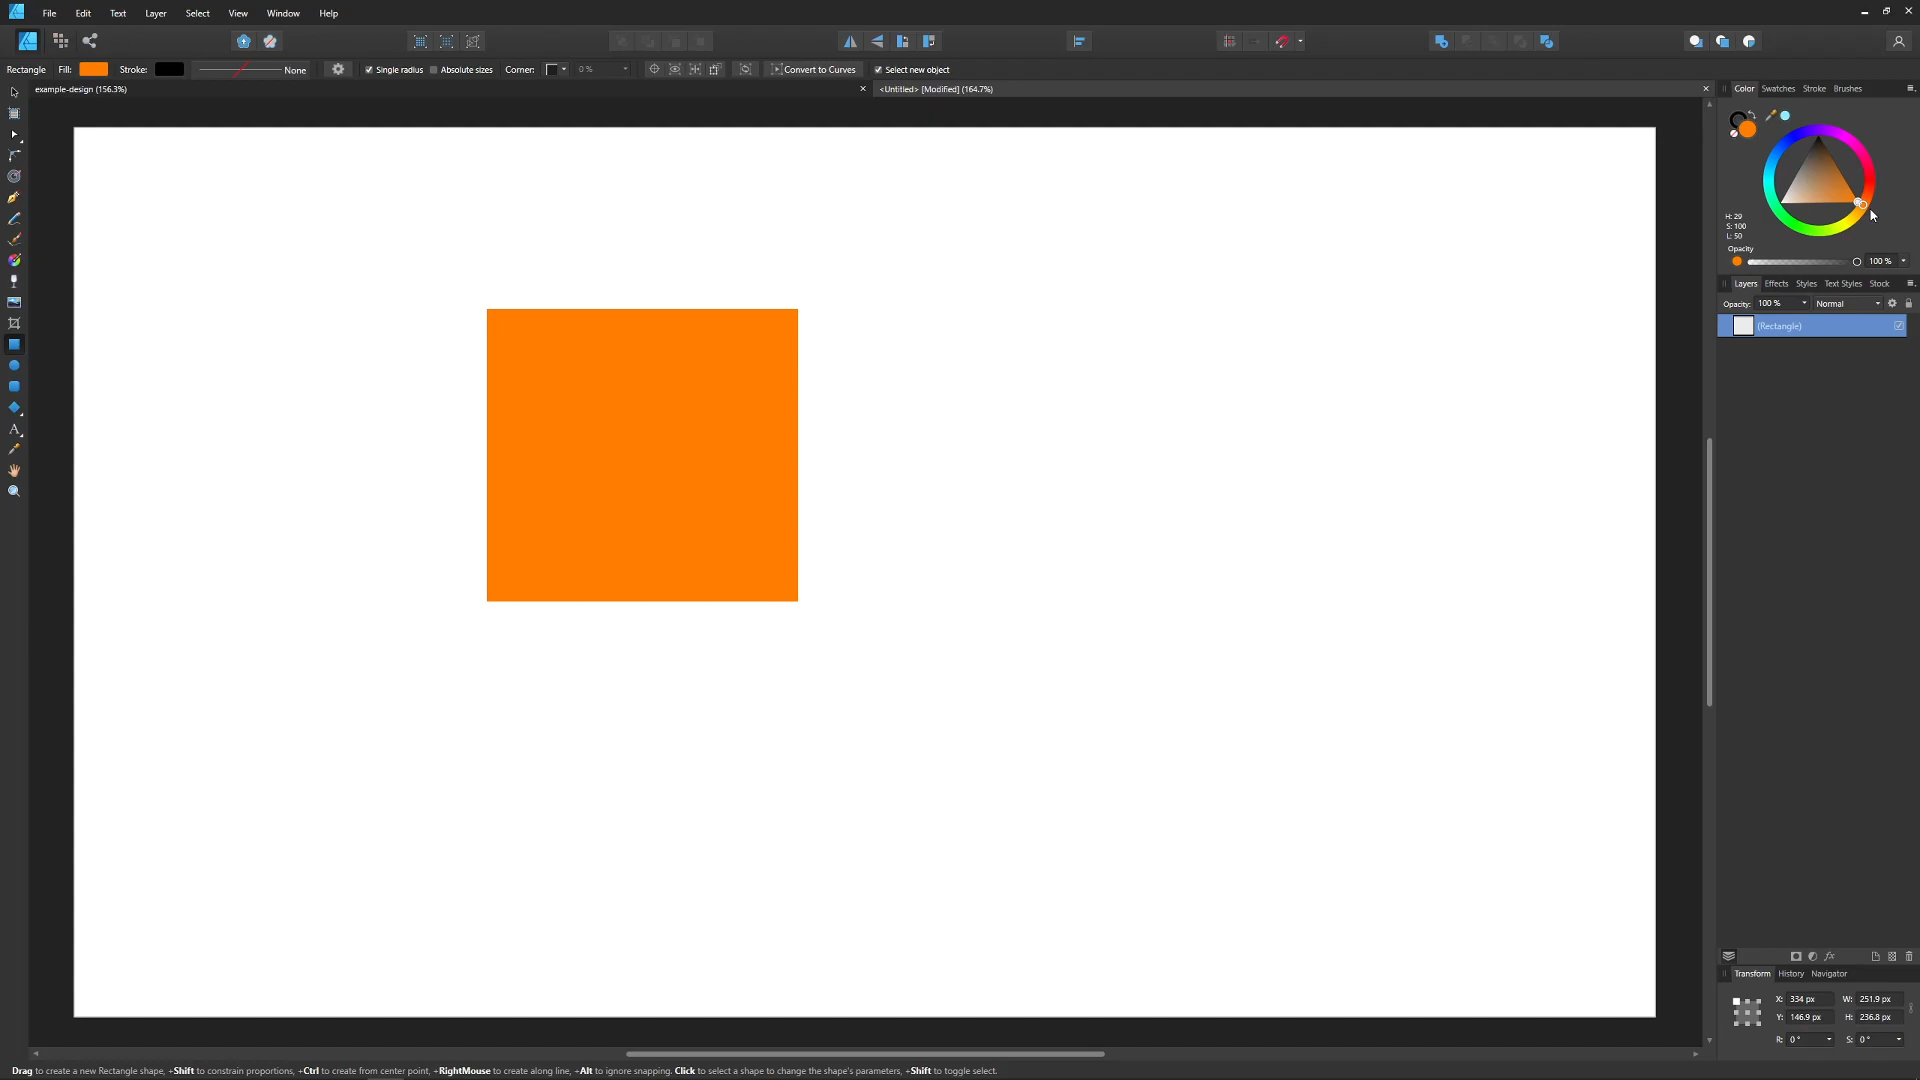 File Edit Text Layer Select View Window Help
Rectangle Fill: Stroke: None Single radius Absolute sizes Corner: 0 % Convert to Curves Select new object
example-design (156.3%) <Untitled> [Modified] (164.7%)
Color Swatches Stroke Brushes
H: 29
S: 100
L: 50
Opacity
100 %
Layers Effects Styles Text Styles Stock
Opacity: 100 % Normal
(Rectangle)
A
fx
Transform History Navigator
X: 334 px W: 251.9 px
Y: 146.9 px H: 236.8 px
R: 0 ° S: 0 °
Drag to create a new Rectangle shape, +Shift to constrain proportions, +Ctrl to create from center point, +RightMouse to create along line, +Alt to ignore snapping. Click to select a shape to change the shape's parameters, +Shift to toggle select.